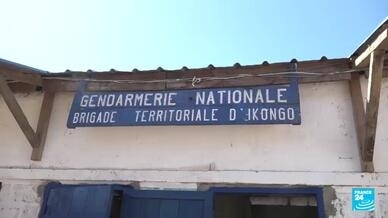 GENDARMERIE NATIONALE
BRIGADE TERRITORIALE D'IKONGO
FRANCE
24